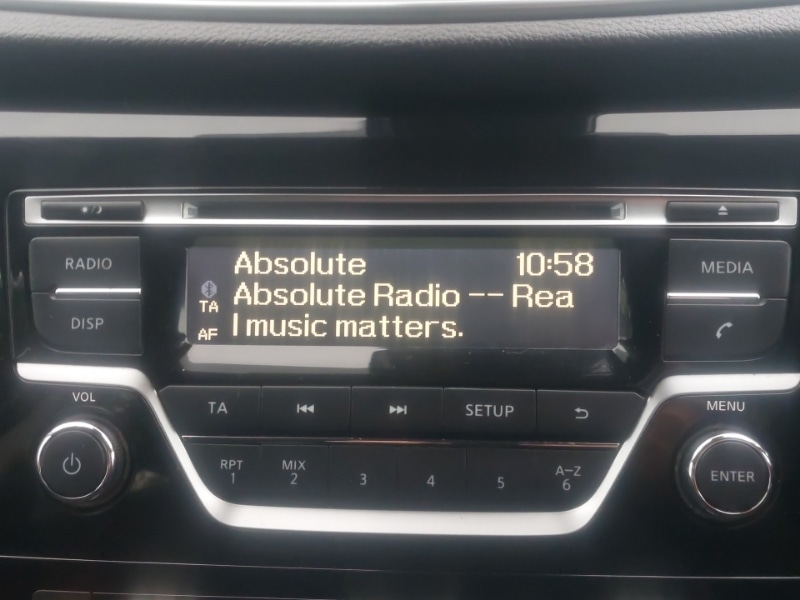 RADIO
DISP
Absolute 10:58
TA Absolute Radio -- Rea
AF l music matters.
MEDIA
VOL
TA SETUP
MENU
RPT MIX A-Z
1 2 3 4 5 6
ENTER